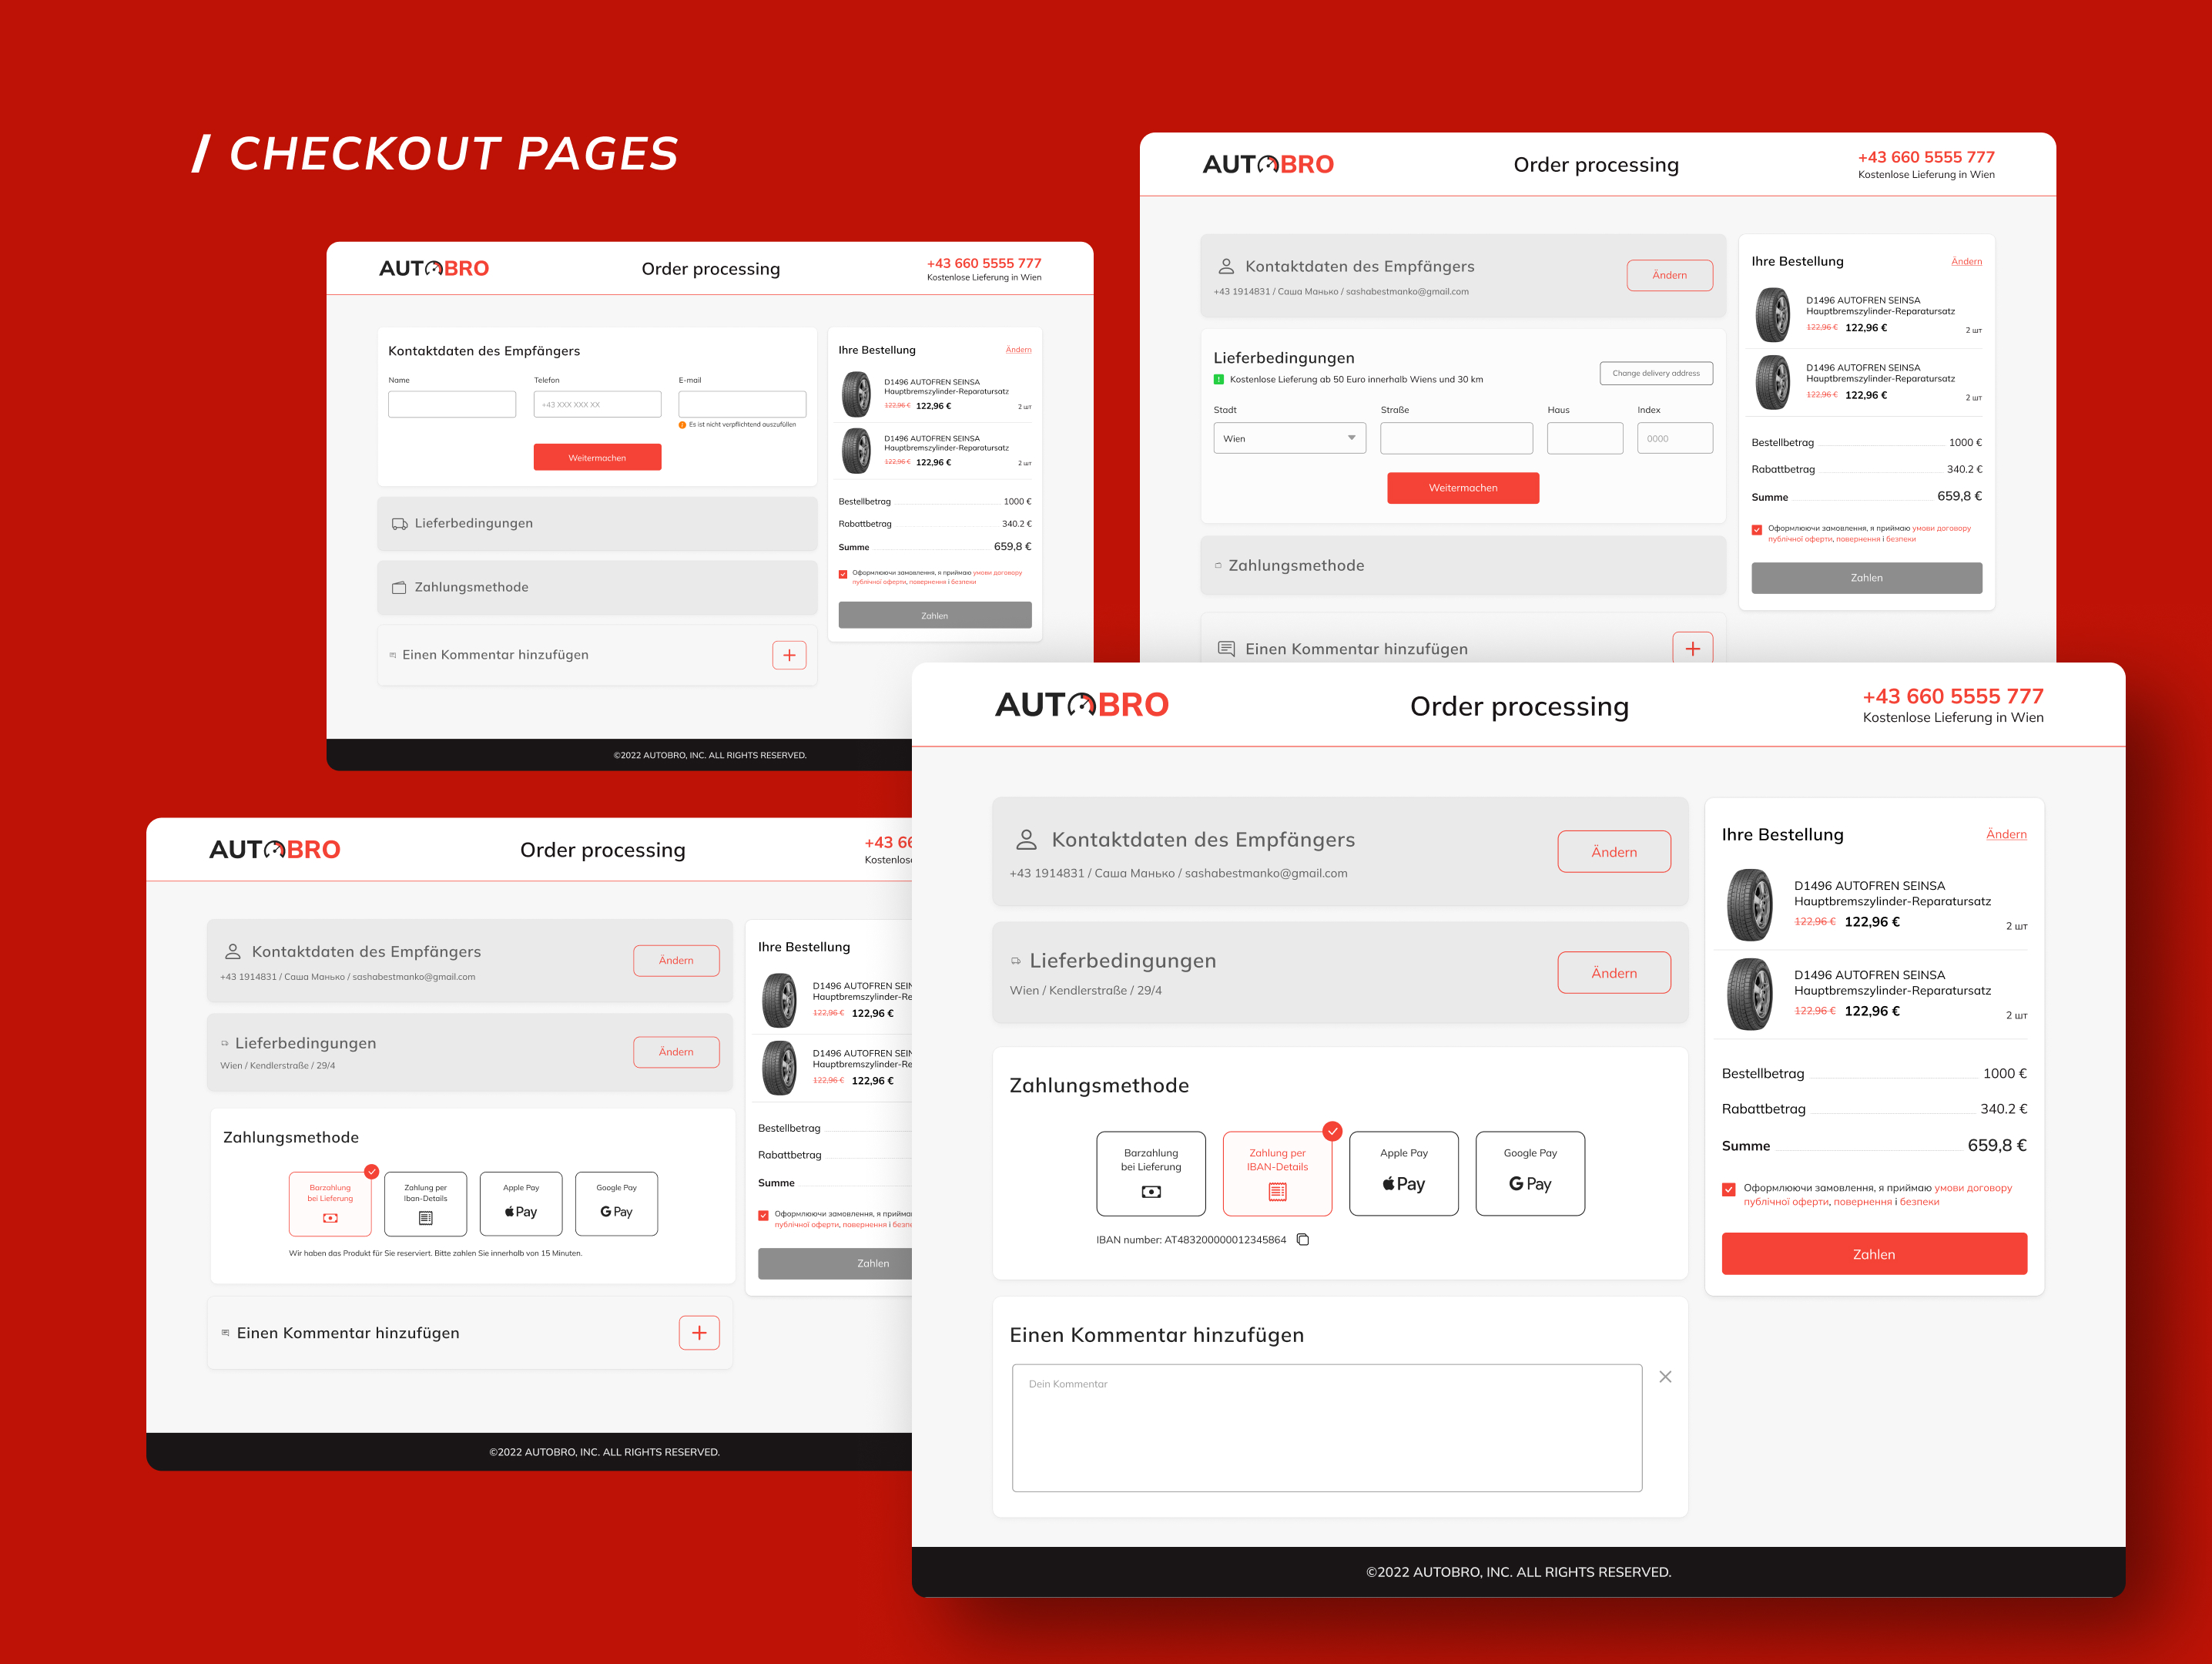 / CHECKOUT PAGES
AUTOBRO
Order processing
+43 660 5555 777
Kostenlose Lieferung in Wien
Kontaktdaten des Empfängers
Name
Telefon
E-mail
+43 XXX XXX XX
Es ist nicht verpflichtend auszufüllen
Weitermachen
Lieferbedingungen
Zahlungsmethode
Einen Kommentar hinzufügen
Ihre Bestellung
Ändern
D1496 AUTOFREN SEINSA
Hauptbremszylinder-Reparatursatz
122,96 € 122,96 €
2 шт
D1496 AUTOFREN SEINSA
Hauptbremszylinder-Reparatursatz
122,96 € 122,96 €
2 шт
Bestellbetrag 1000 €
Rabattbetrag 340.2 €
Summe 659,8 €
Оформлюючи замовлення, я приймаю умови договору
публічної оферти, повернення і безпеки
Zahlen
©2022 AUTOBRO, INC. ALL RIGHTS RESERVED.
AUTOBRO
Order processing
+43 660 5555 777
Kostenlose Lieferung in Wien
Kontaktdaten des Empfängers
+43 1914831 / Саша Манько / sashabestmanko@gmail.com
Ändern
Lieferbedingungen
Kostenlose Lieferung ab 50 Euro innerhalb Wiens und 30 km
Change delivery address
Stadt
Straße
Haus
Index
Wien
0000
Weitermachen
Zahlungsmethode
Einen Kommentar hinzufügen
Ihre Bestellung
Ändern
D1496 AUTOFREN SEINSA
Hauptbremszylinder-Reparatursatz
122,96 € 122,96 €
2 шт
D1496 AUTOFREN SEINSA
Hauptbremszylinder-Reparatursatz
122,96 € 122,96 €
2 шт
Bestellbetrag 1000 €
Rabattbetrag 340.2 €
Summe 659,8 €
Оформлюючи замовлення, я приймаю умови договору
публічної оферти, повернення і безпеки
Zahlen
AUTOBRO
Order processing
+43 66
Kostenlose
Kontaktdaten des Empfängers
+43 1914831 / Саша Манько / sashabestmanko@gmail.com
Ändern
Lieferbedingungen
Wien / Kendlerstraße / 29/4
Ändern
Zahlungsmethode
Barzahlung
bei Lieferung
Zahlung per
Iban-Details
Apple Pay
Pay
Google Pay
G Pay
Wir haben das Produkt für Sie reserviert. Bitte zahlen Sie innerhalb von 15 Minuten.
Einen Kommentar hinzufügen
Ihre Bestellung
D1496 AUTOFREN SEIN
Hauptbremszylinder-Re
122,96 € 122,96 €
D1496 AUTOFREN SEIN
Hauptbremszylinder-Re
122,96 € 122,96 €
Bestellbetrag
Rabattbetrag
Summe
Оформлюючи замовлення, я приймаю
публічної оферти, повернення і безпе
Zahlen
©2022 AUTOBRO, INC. ALL RIGHTS RESERVED.
AUTOBRO
Order processing
+43 660 5555 777
Kostenlose Lieferung in Wien
Kontaktdaten des Empfängers
+43 1914831 / Саша Манько / sashabestmanko@gmail.com
Ändern
Lieferbedingungen
Wien / Kendlerstraße / 29/4
Ändern
Zahlungsmethode
Barzahlung
bei Lieferung
Zahlung per
IBAN-Details
Apple Pay
Pay
Google Pay
G Pay
IBAN number: AT483200000012345864
Einen Kommentar hinzufügen
Dein Kommentar
Ihre Bestellung
Ändern
D1496 AUTOFREN SEINSA
Hauptbremszylinder-Reparatursatz
122,96 € 122,96 €
2 шт
D1496 AUTOFREN SEINSA
Hauptbremszylinder-Reparatursatz
122,96 € 122,96 €
2 шт
Bestellbetrag 1000 €
Rabattbetrag 340.2 €
Summe 659,8 €
Оформлюючи замовлення, я приймаю умови договору
публічної оферти, повернення і безпеки
Zahlen
©2022 AUTOBRO, INC. ALL RIGHTS RESERVED.